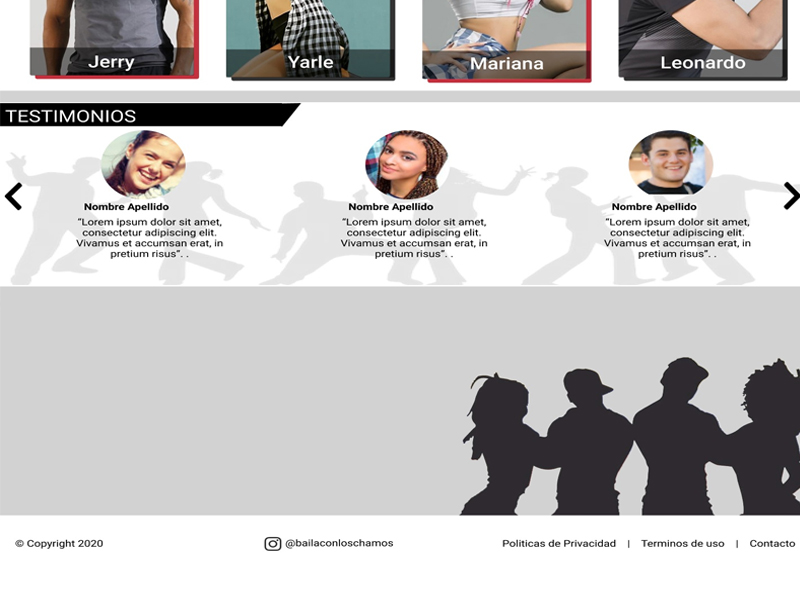 Jerry
Yarle
Mariana
Leonardo
TESTIMONIOS
Nombre Apellido
“Lorem ipsum dolor sit amet,
consectetur adipiscing elit.
Vivamus et accumsan erat, in
pretium risus”. .
Nombre Apellido
“Lorem ipsum dolor sit amet,
consectetur adipiscing elit.
Vivamus et accumsan erat, in
pretium risus”. .
Nombre Apellido
“Lorem ipsum dolor sit amet,
consectetur adipiscing elit.
Vivamus et accumsan erat, in
pretium risus”. .
© Copyright 2020
@bailaconloschamos
Políticas de Privacidad | Terminos de uso | Contacto